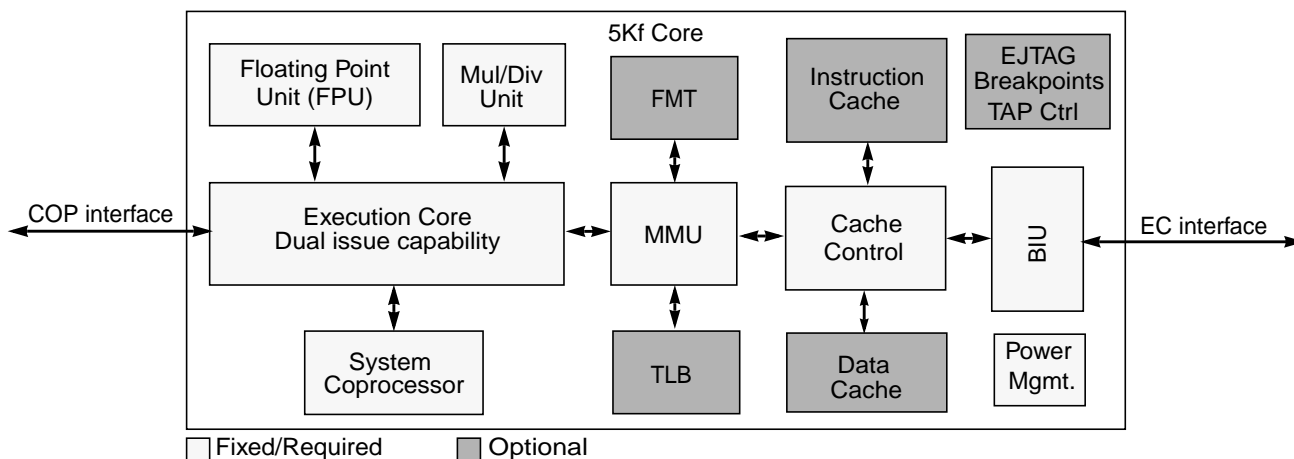 5Kf Core
Floating Point
Unit (FPU)
Mul/Div
Unit
FMT
Instruction
Cache
EJTAG
Breakpoints
TAP Ctrl
COP interface
Execution Core
Dual issue capability
MMU
Cache
Control
BIU
EC interface
System
Coprocessor
TLB
Data
Cache
Power
Mgmt.
Fixed/Required
Optional